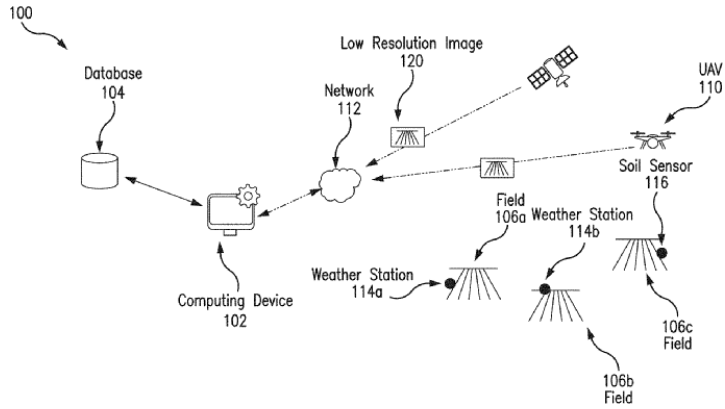 100
Database
104
Low Resolution Image
120
Network
112
UAV
110
Soil Sensor
116
Field
106a
Weather Station
114b
Weather Station
114a
Computing Device
102
106c
Field
106b
Field